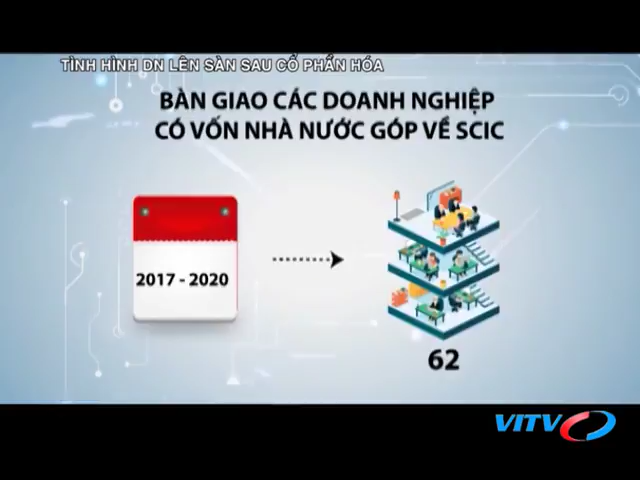 TÌNH HÌNH DN LÊN SÀN SAU CỔ PHẦN HÓA
BÀN GIAO CÁC DOANH NGHIỆP
CÓ VỐN NHÀ NƯỚC GÓP VỀ SCIC
2017 - 2020
62
VITV